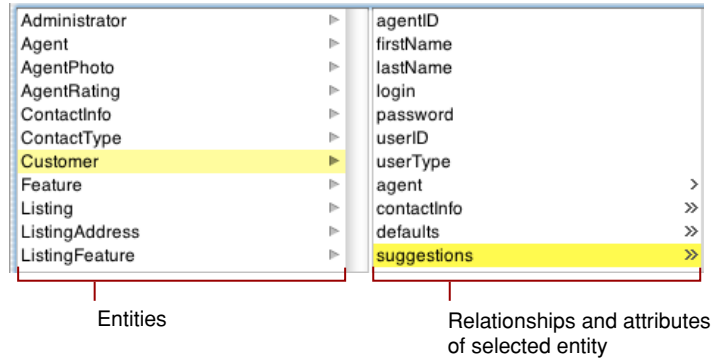 Administrator
Agent
AgentPhoto
AgentRating
ContactInfo
ContactType
Customer
Feature
Listing
ListingAddress
ListingFeature
agentID
firstName
lastName
login
password
userID
userType
agent
contactInfo
defaults
suggestions
Entities
Relationships and attributes
of selected entity